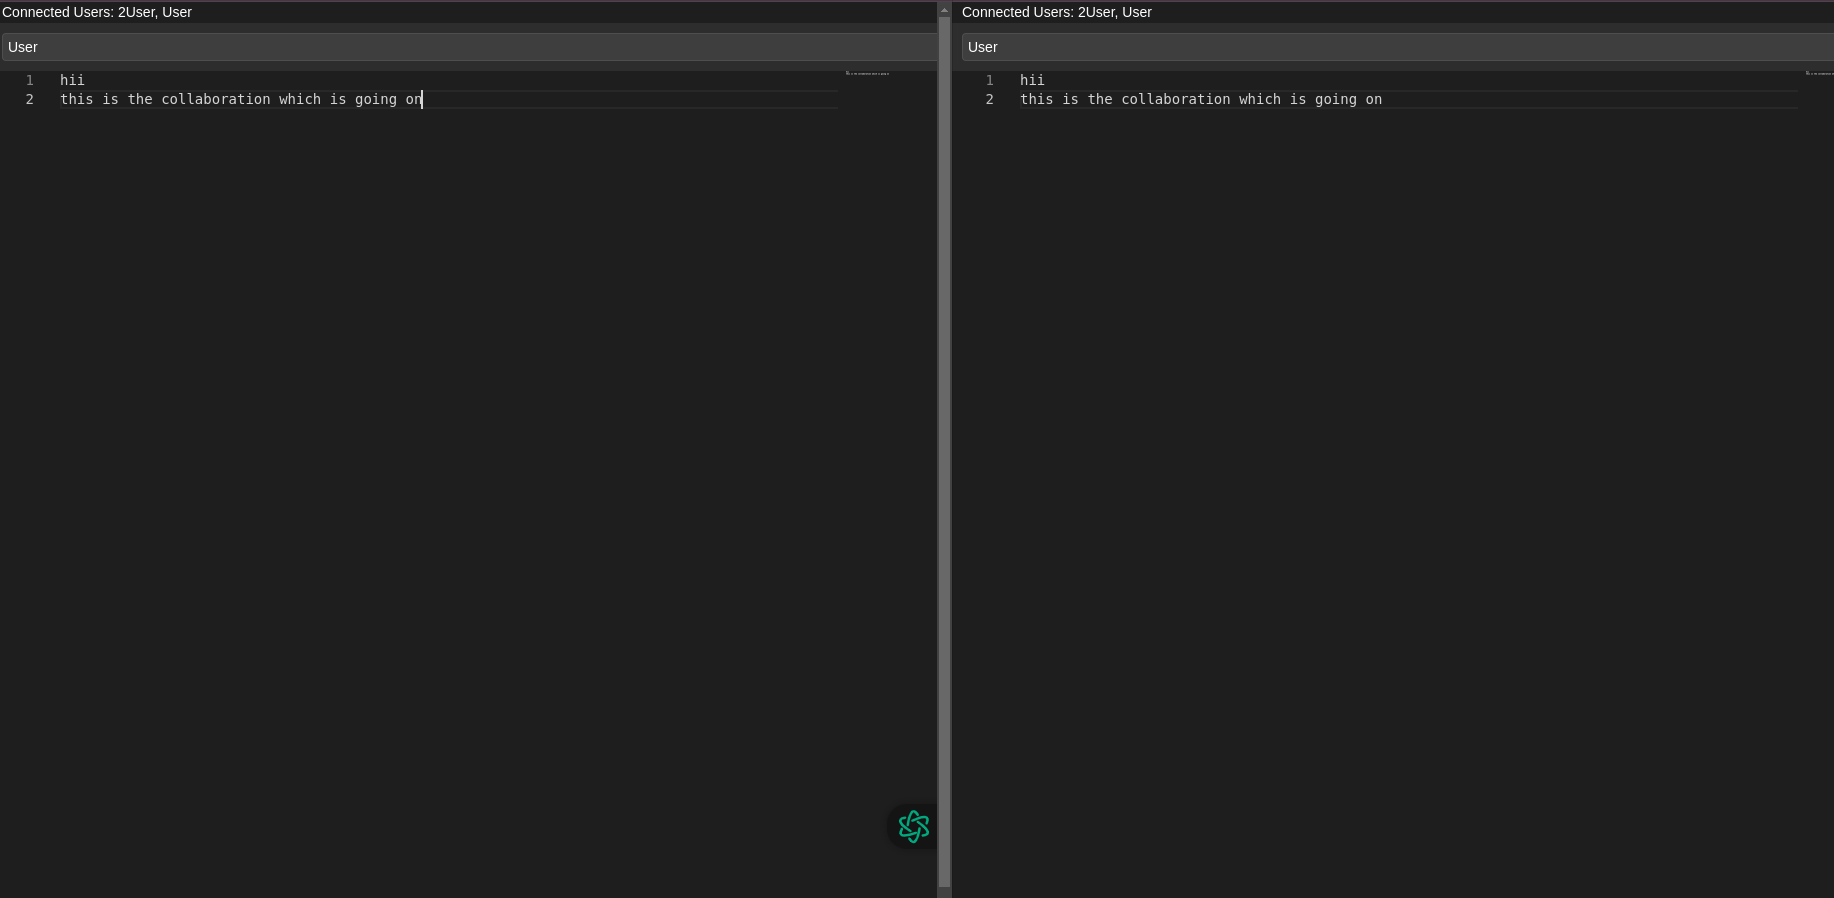 Connected Users: 2User, User
User
1 hii
2 this is the collaboration which is going on
Connected Users: 2User, User
User
1 hii
2 this is the collaboration which is going on